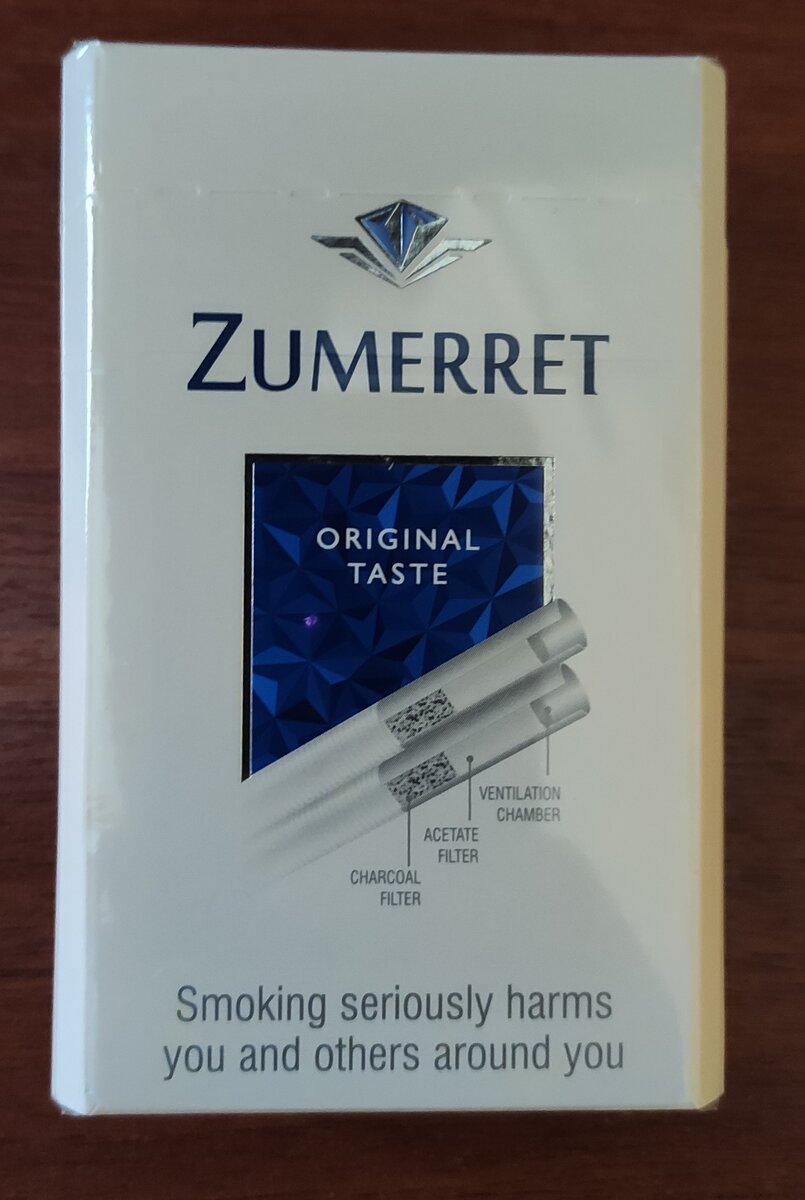 ZUMERRET
ORIGINAL
TASTE
VENTILATION
CHAMBER
ACETATE
FILTER
CHARCOAL
FILTER
Smoking seriously harms
you and others around you